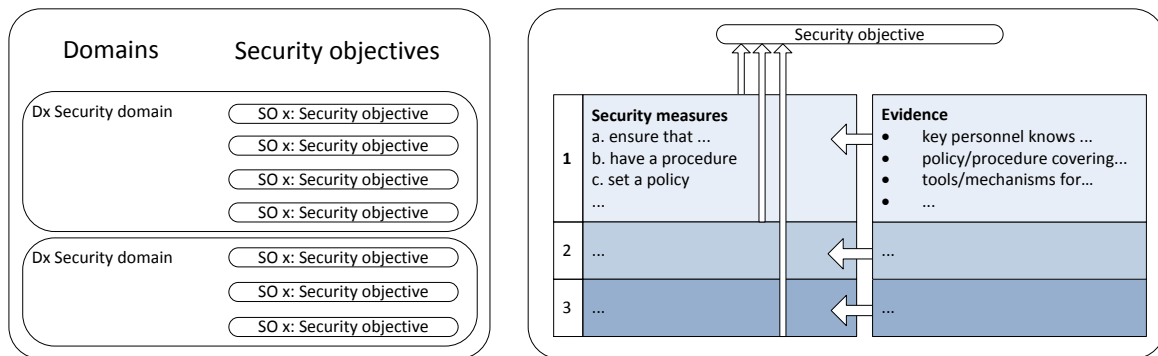 Domains
Security objectives
Dx Security domain
SO x: Security objective
SO x: Security objective
SO x: Security objective
SO x: Security objective
Dx Security domain
SO x: Security objective
SO x: Security objective
SO x: Security objective
Security objective
1
Security measures
a. ensure that ...
b. have a procedure
c. set a policy
...
Evidence
• key personnel knows ...
• policy/procedure covering...
• tools/mechanisms for...
• ...
2
...
...
3
...
...